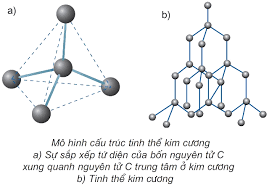 a)
b)
Mô hình cấu trúc tinh thể kim cương
a) Sự sắp xếp tứ diện của bốn nguyên tử C
xung quanh nguyên tử C trung tâm ở kim cương
b) Tinh thể kim cương